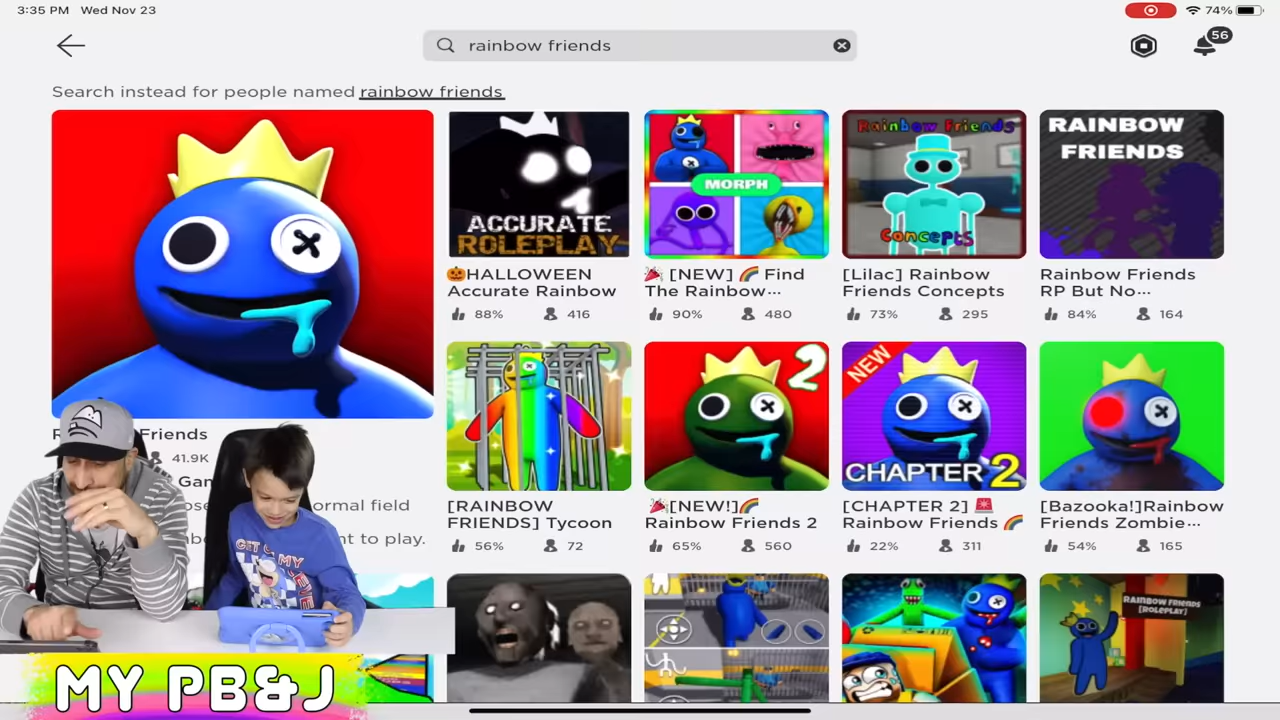 3:35 PM Wed Nov 23
74%
rainbow friends
56
Search instead for people named rainbow friends
ACCURATE
ROLEPLAY
🎃HALLOWEEN
Accurate Rainbow
88% 416
MORPH
🎉 [NEW] 🌈 Find
The Rainbow...
90% 480
Rainbow Friends
Concepts
[Lilac] Rainbow
Friends Concepts
73% 295
RAINBOW
FRIENDS
Rainbow Friends
RP But No...
84% 164
Friends
41.9K
ormal field
t to play.
[RAINBOW
FRIENDS] Tycoon
56% 72
2
🎉[NEW!]🌈
Rainbow Friends 2
65% 560
NEW
CHAPTER 2
[CHAPTER 2] 🚨
Rainbow Friends 🌈
22% 311
[Bazooka!]Rainbow
Friends Zombie...
54% 165
RAINBOW FRIENDS
[ROLEPLAY]
MY PB&J